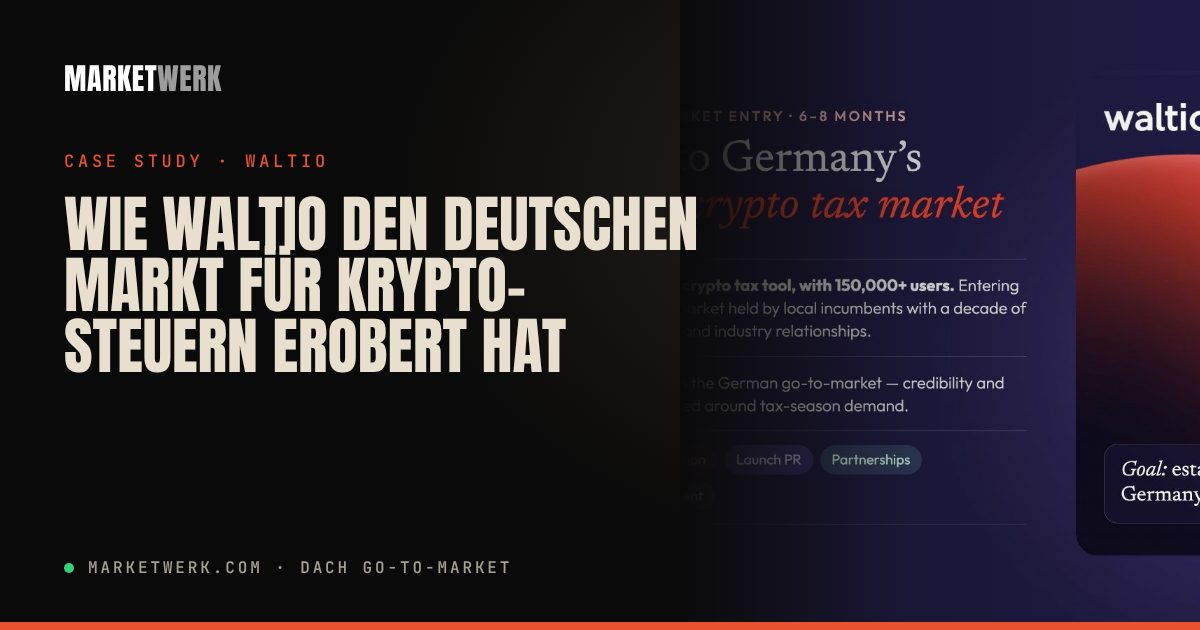 MARKETWERK
CASE STUDY · WALTIO
WIE WALTIO DEN DEUTSCHEN
MARKT FÜR KRYPTO-
STEUERN EROBERT HAT
MARKETWERK.COM · DACH GO-TO-MARKET
ENTRY · 6–8 MONTHS
Germany’s
crypto tax market
crypto tax tool, with 150,000+ users. Entering
market held by local incumbents with a decade of
and industry relationships.
the German go-to-market — credibility and
around tax-season demand.
Launch PR
Partnerships
waltio
Goal:
Germany